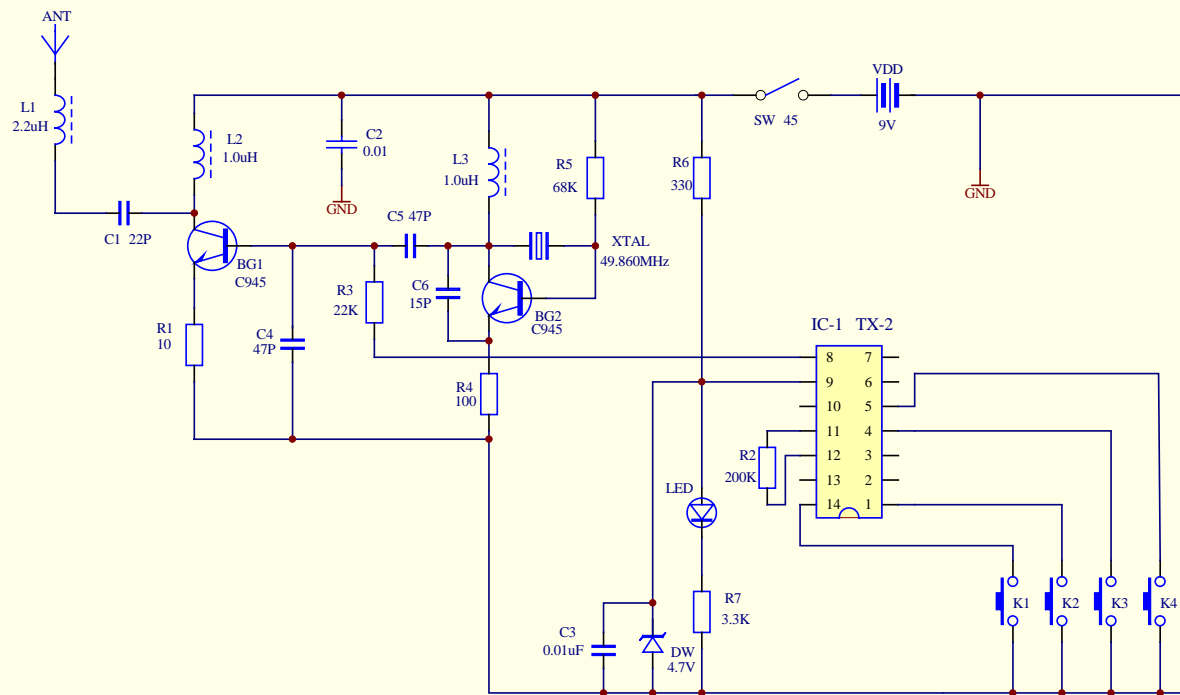 ANT
L1
2.2uH
L2
1.0uH
C1 22P
BG1
C945
R1
10
C2
0.01
GND
C4
47P
R3
22K
C5 47P
C6
15P
L3
1.0uH
R5
68K
XTAL
49.860MHz
BG2
C945
R4
100
R6
330
SW 45
VDD
9V
GND
IC-1 TX-2
8 7
9 6
10 5
11 4
12 3
13 2
14 1
R2
200K
LED
R7
3.3K
C3
0.01uF
DW
4.7V
K1
K2
K3
K4